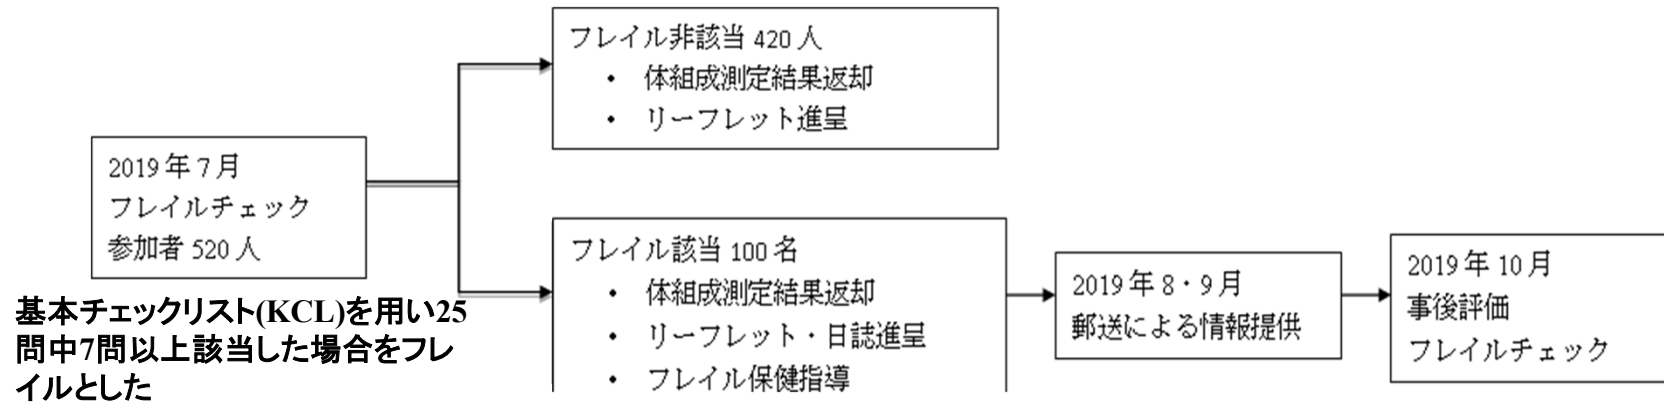 フレイル非該当 420 人
・ 体組成測定結果返却
・ リーフレット進呈
2019 年 7 月
フレイルチェック
参加者 520 人
基本チェックリスト(KCL)を用い25
問中7問以上該当した場合をフレ
イルとした
フレイル該当 100 名
・ 体組成測定結果返却
・ リーフレット・日誌進呈
・ フレイル保健指導
2019 年 8・9 月
郵送による情報提供
2019 年 10 月
事後評価
フレイルチェック